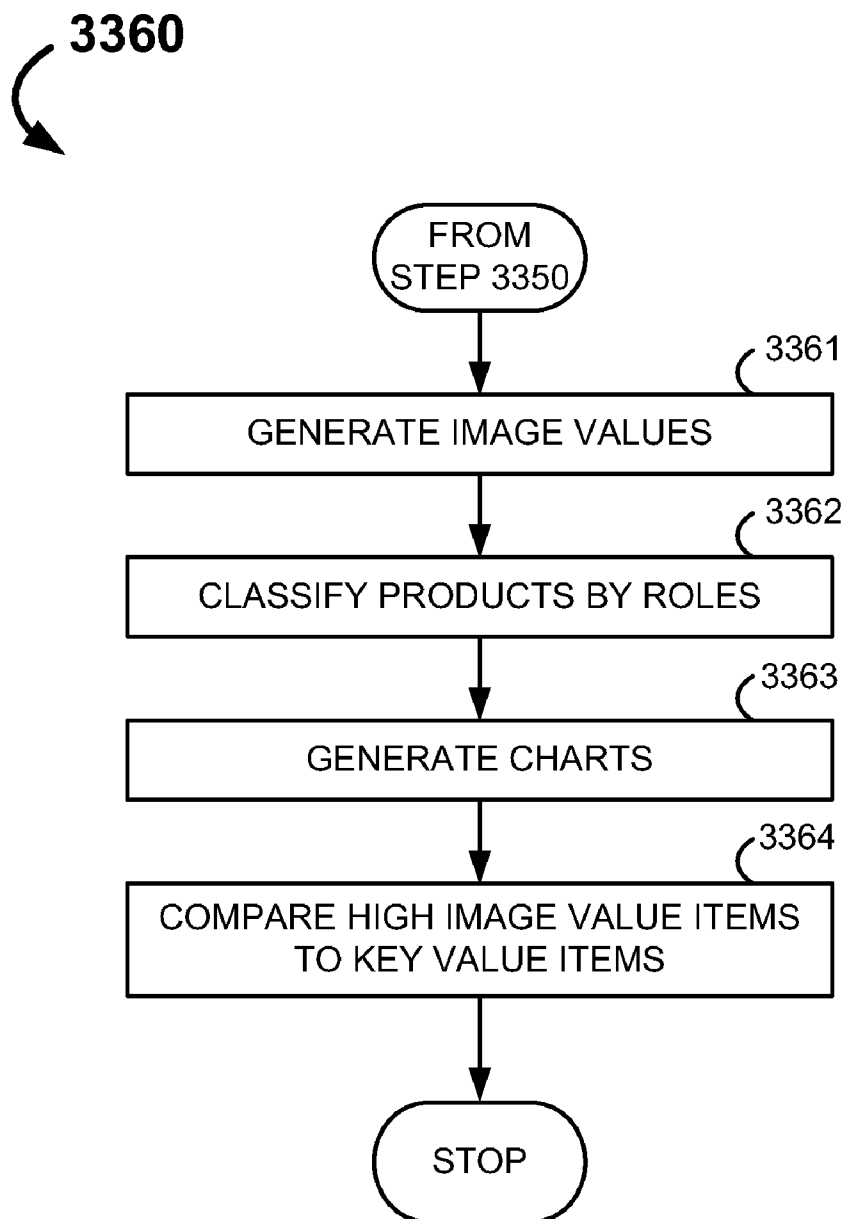 3360
FROM
STEP 3350
3361
GENERATE IMAGE VALUES
3362
CLASSIFY PRODUCTS BY ROLES
3363
GENERATE CHARTS
3364
COMPARE HIGH IMAGE VALUE ITEMS
TO KEY VALUE ITEMS
STOP